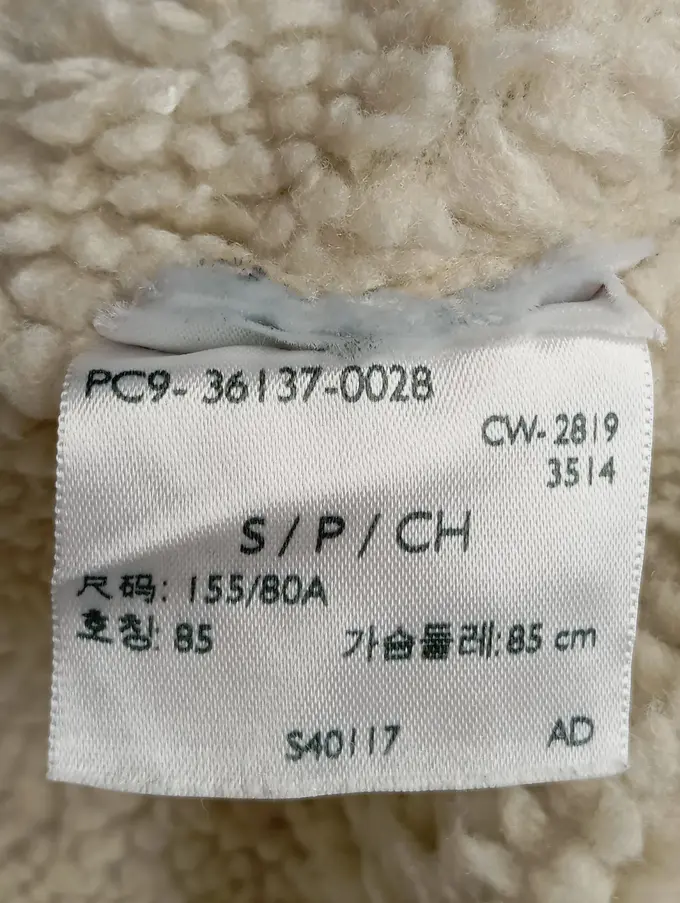 PC9-36137-0028
CW-2819
3514
S/P/CH
尺码: 155/80A
호칭: 85 가슴둘레: 85 cm
S40117 AD